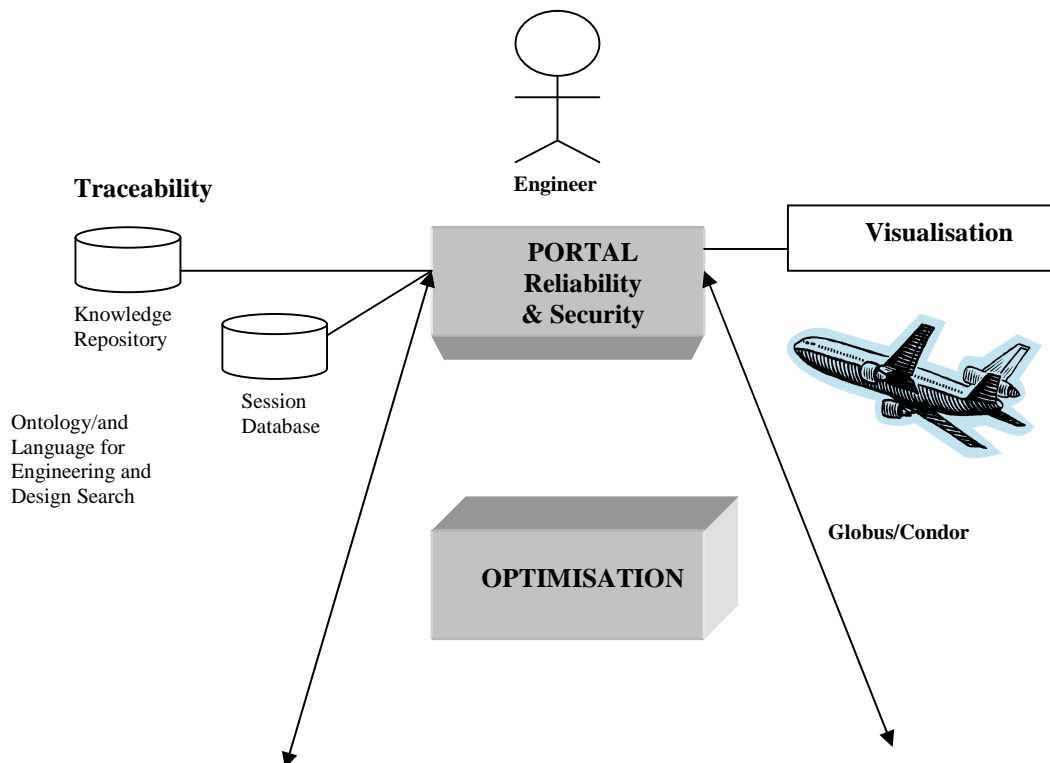 Engineer
Traceability
PORTAL
Reliability
& Security
Visualisation
Knowledge
Repository
Session
Database
Ontology/and
Language for
Engineering and
Design Search
Globus/Condor
OPTIMISATION